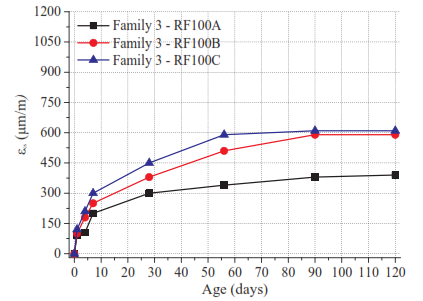 1200
1050
900
750
600
450
300
150
0
εs, (μm/m)
Family 3 - RF100A
Family 3 - RF100B
Family 3 - RF100C
0 10 20 30 40 50 60 70 80 90 100 110 120
Age (days)